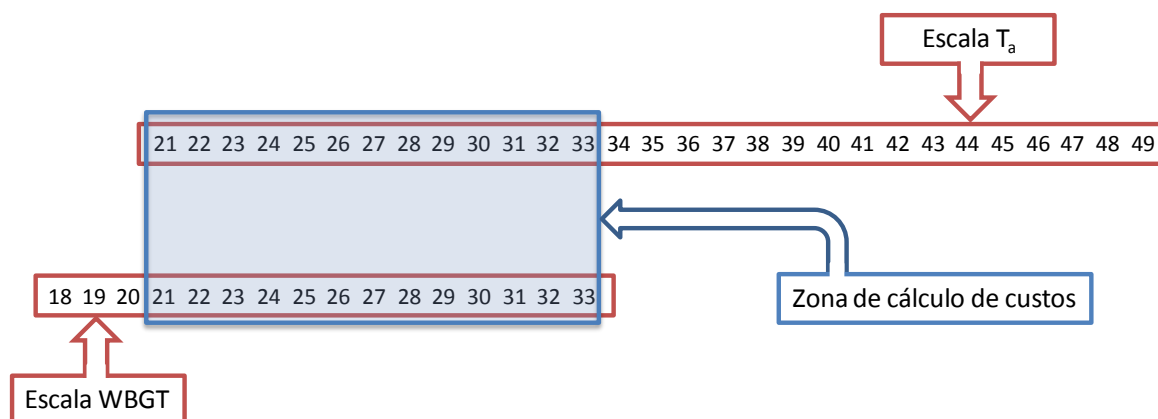 Escala Ta
21 22 23 24 25 26 27 28 29 30 31 32 33 34 35 36 37 38 39 40 41 42 43 44 45 46 47 48 49
18 19 20 21 22 23 24 25 26 27 28 29 30 31 32 33
Zona de cálculo de custos
Escala WBGT